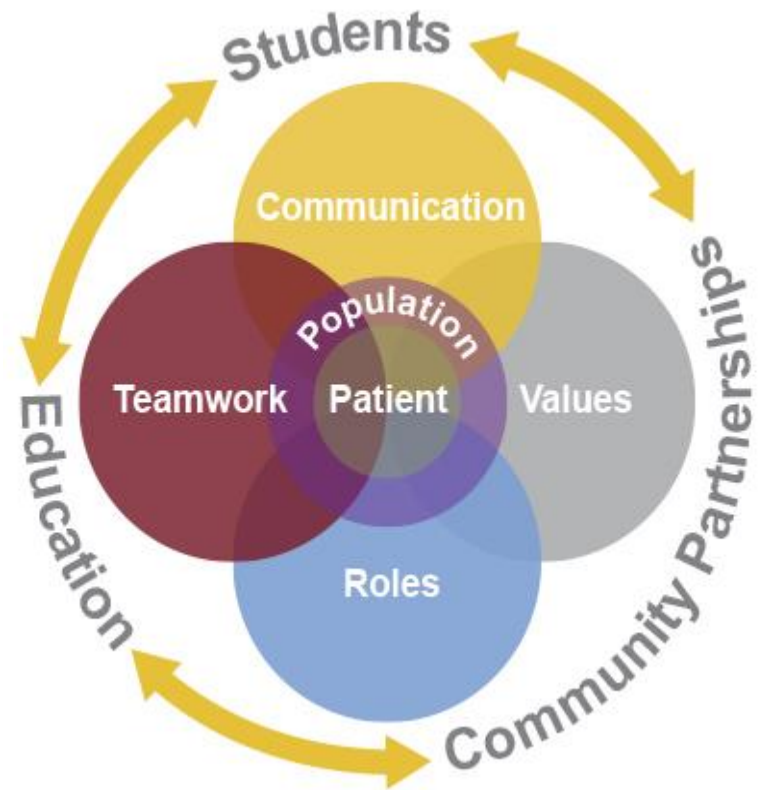 Students
Communication
Population
Teamwork
Patient
Values
Education
Community Partnerships
Roles